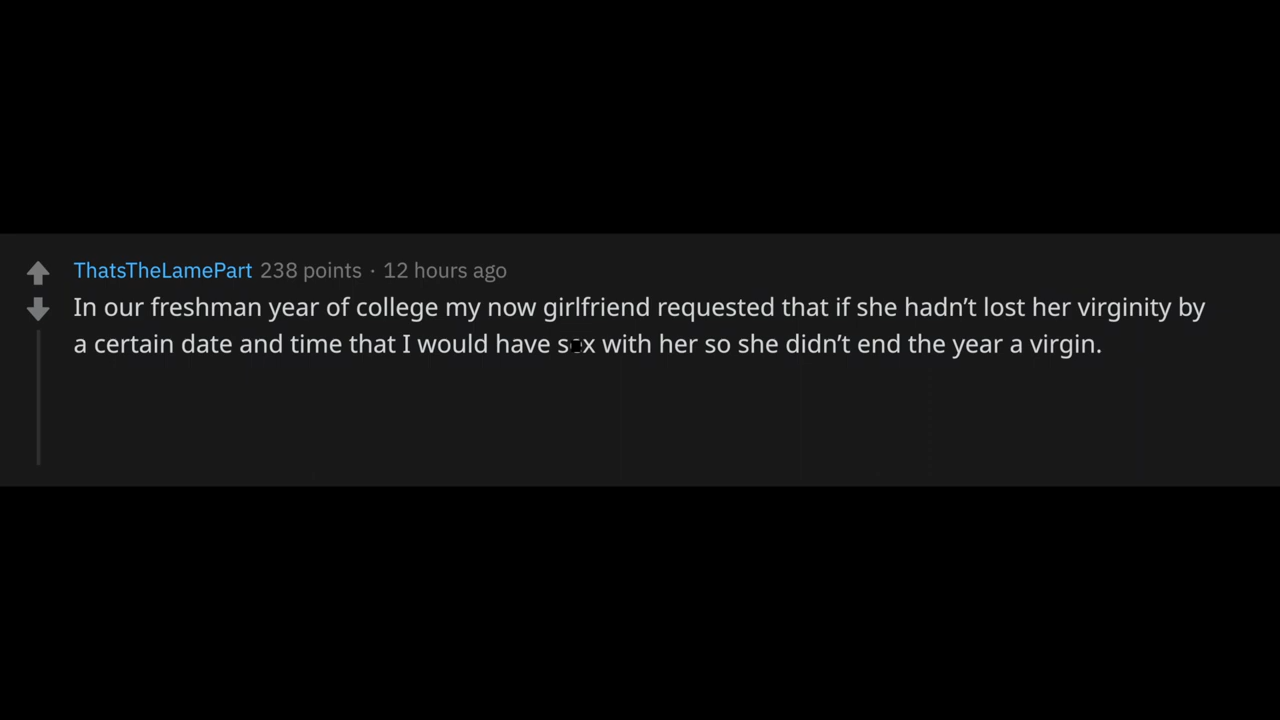 ThatsTheLamePart 238 points · 12 hours ago
In our freshman year of college my now girlfriend requested that if she hadn’t lost her virginity by
a certain date and time that I would have s■x with her so she didn’t end the year a virgin.